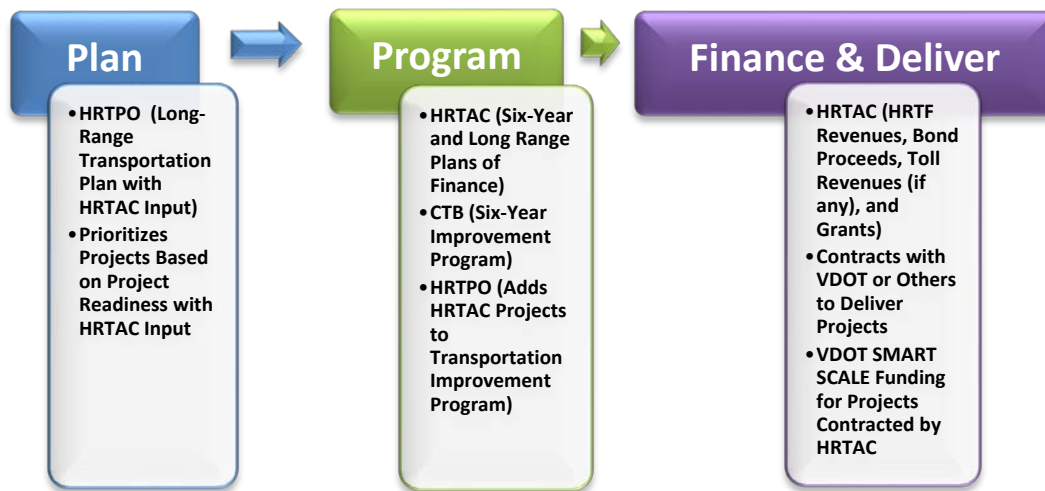 Plan
•HRTPO (Long-
Range
Transportation
Plan with
HRTAC Input)
•Prioritizes
Projects Based
on Project
Readiness with
HRTAC Input
Program
•HRTAC (Six-Year
and Long Range
Plans of
Finance)
•CTB (Six-Year
Improvement
Program)
•HRTPO (Adds
HRTAC Projects
to
Transportation
Improvement
Program)
Finance & Deliver
•HRTAC (HRTF
Revenues, Bond
Proceeds, Toll
Revenues (if
any), and
Grants)
•Contracts with
VDOT or Others
to Deliver
Projects
•VDOT SMART
SCALE Funding
for Projects
Contracted by
HRTAC